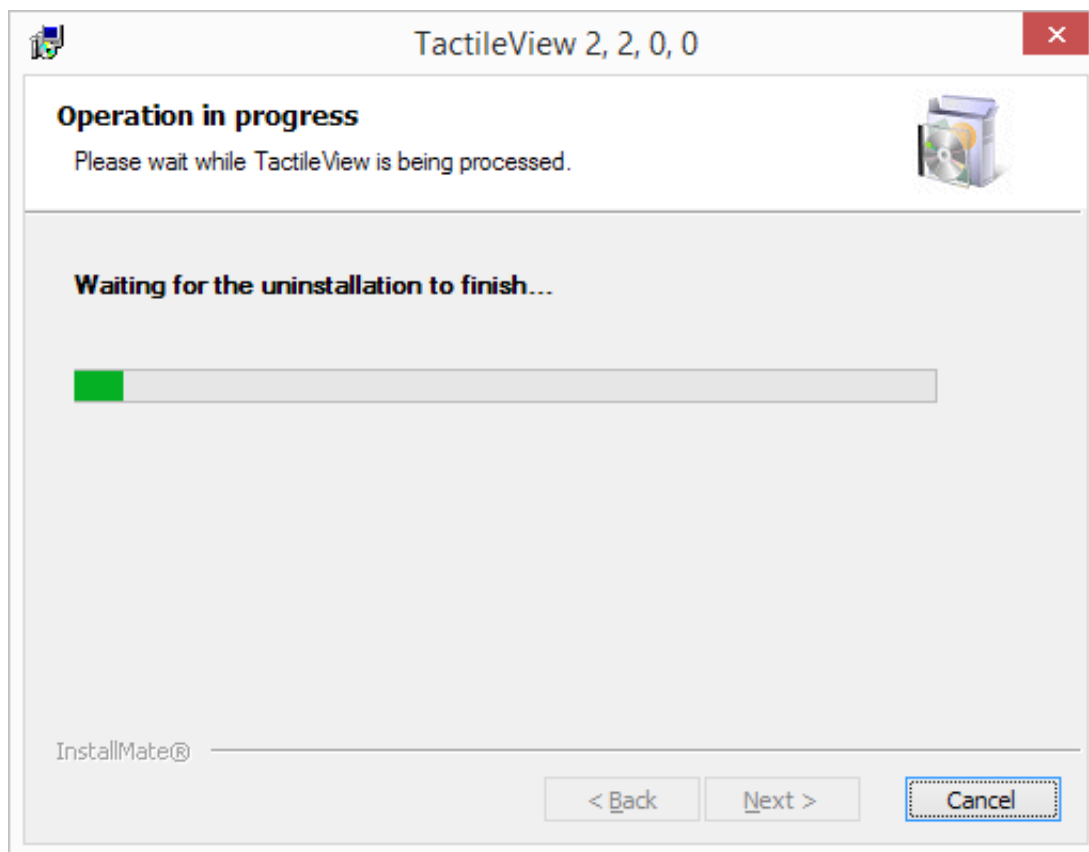 TactileView 2, 2, 0, 0
Operation in progress
Please wait while TactileView is being processed.
Waiting for the uninstallation to finish...
InstallMate®
< Back
Next >
Cancel